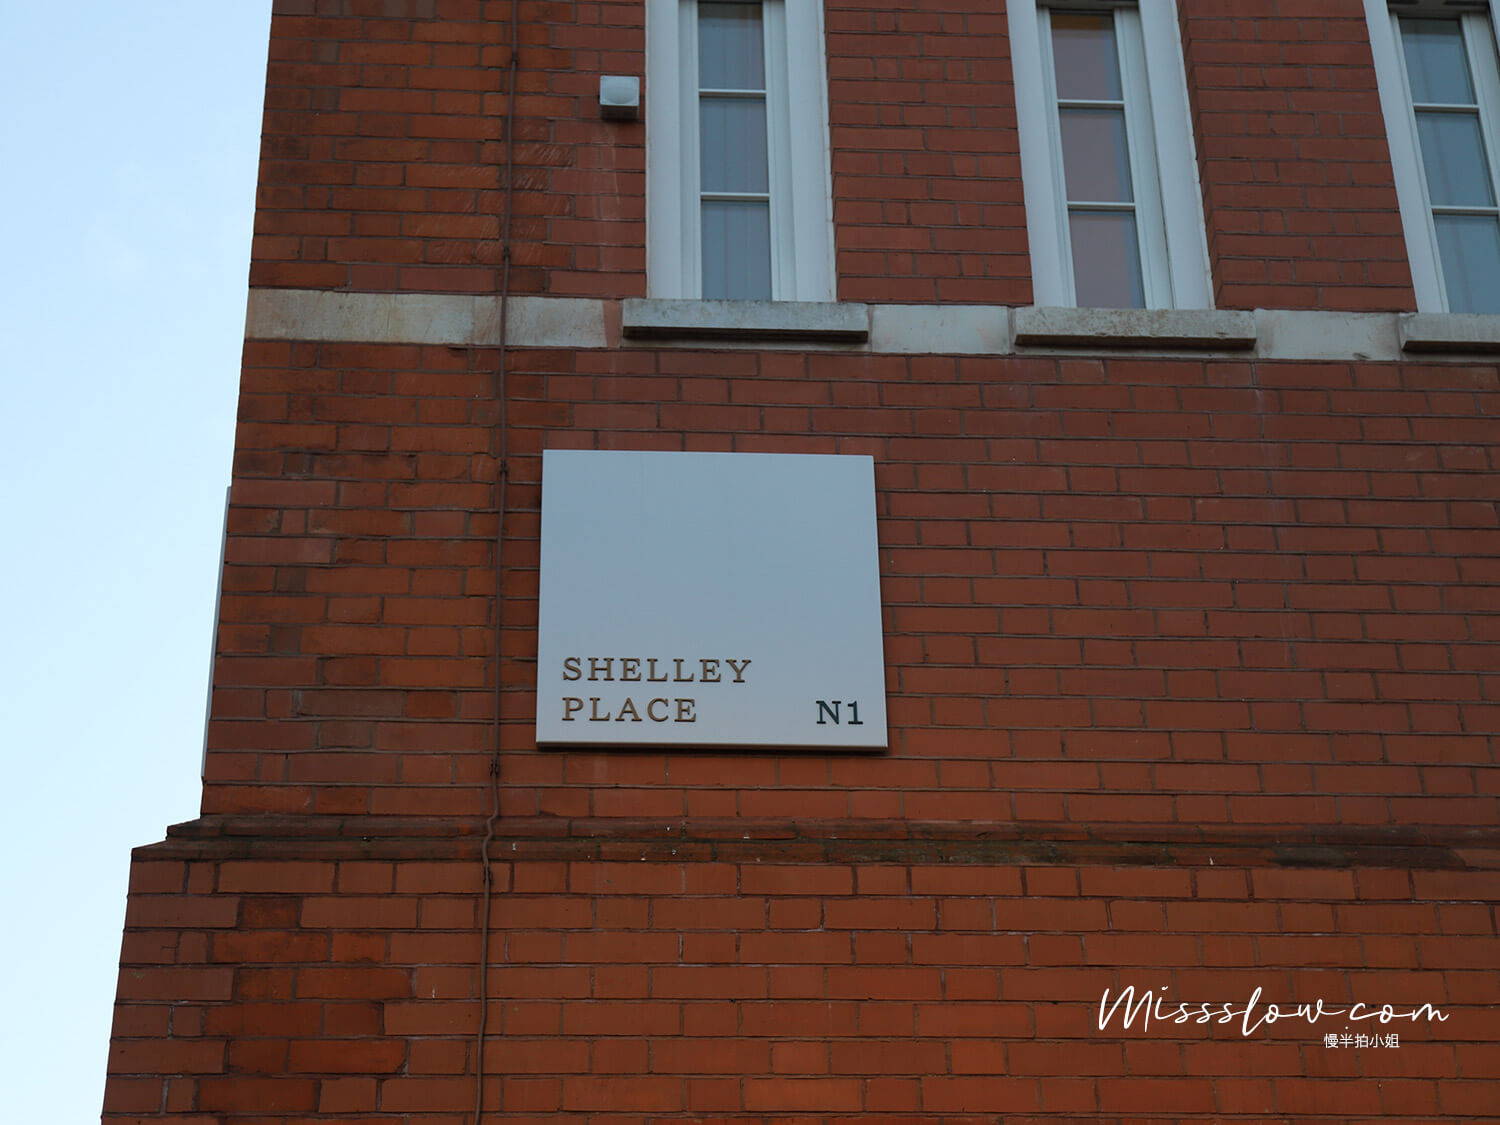 SHELLEY
PLACE N1
Missslow.com
慢半拍小姐